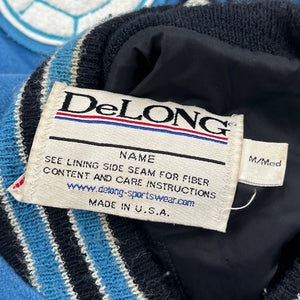 DeLONG
NAME
SEE LINING SIDE SEAM FOR FIBER
CONTENT AND CARE INSTRUCTIONS
www.delong-sportswear.com
MADE IN U.S.A.
M/Med